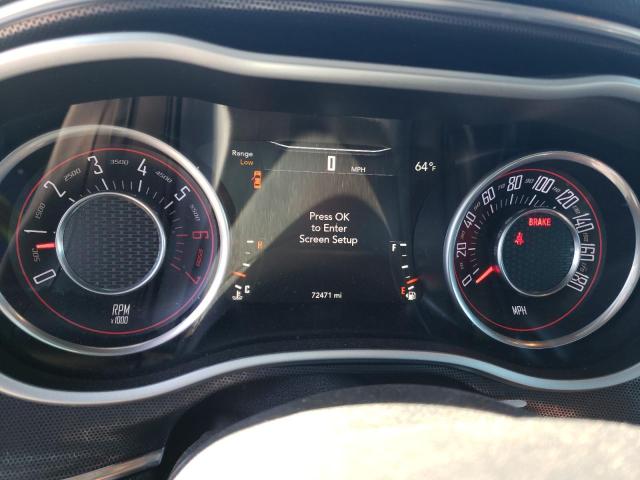 Range
Low
0 MPH
64°F
Press OK
to Enter
Screen Setup
H
C
F
E
72471 mi
0
1
2
3
4
5
6
7
1500
2500
3500
4500
5500
RPM
x1000
0
20
40
60
80
100
120
140
160
180
BRAKE
MPH